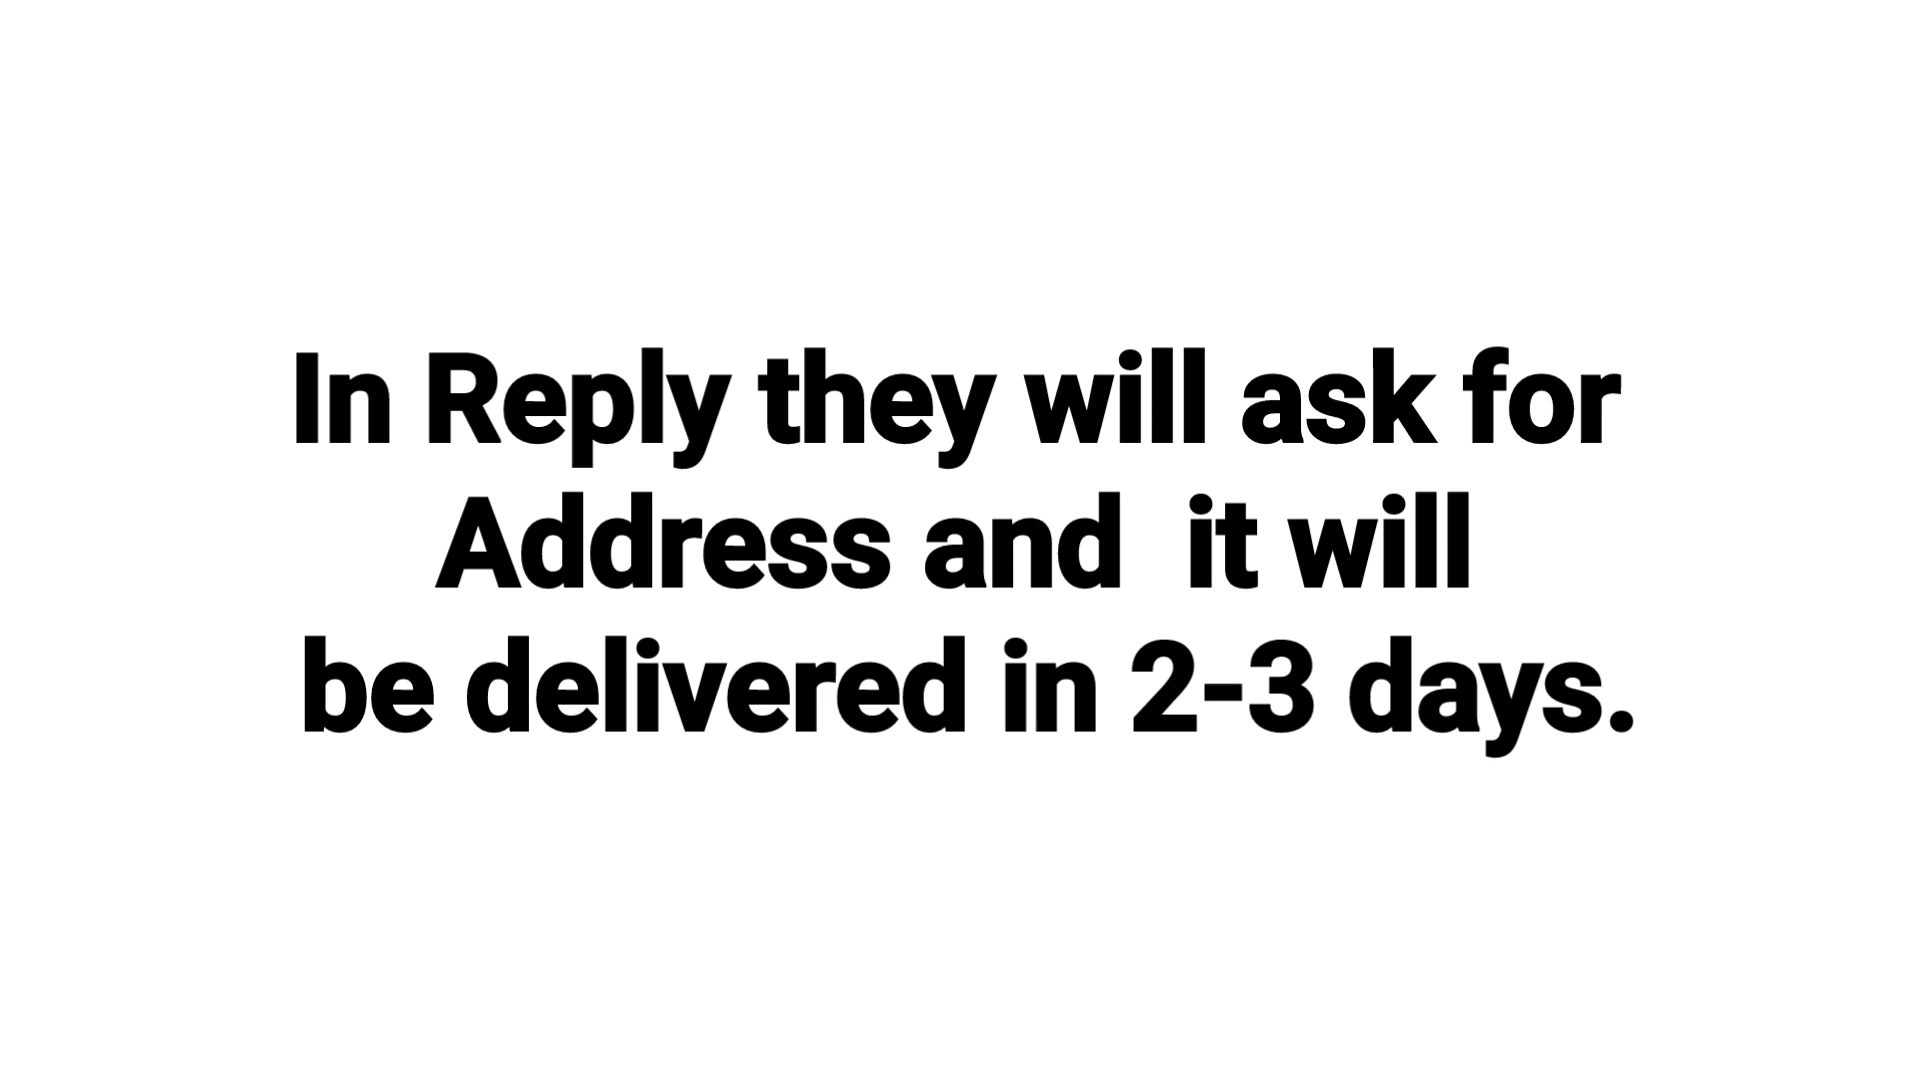 In Reply they will ask for
Address and  it will
be delivered in 2-3 days.